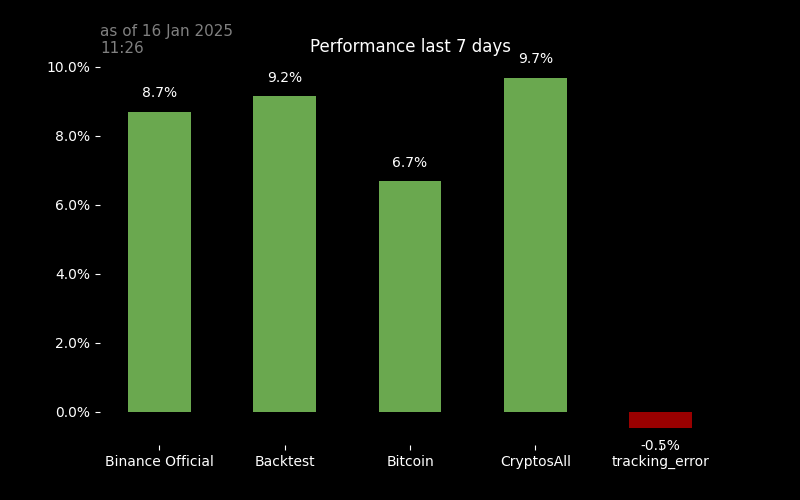 as of 16 Jan 2025
11:26
Performance last 7 days
10.0%
8.0%
6.0%
4.0%
2.0%
0.0%
8.7%
9.2%
6.7%
9.7%
-0.5%
Binance Official
Backtest
Bitcoin
CryptosAll
tracking_error